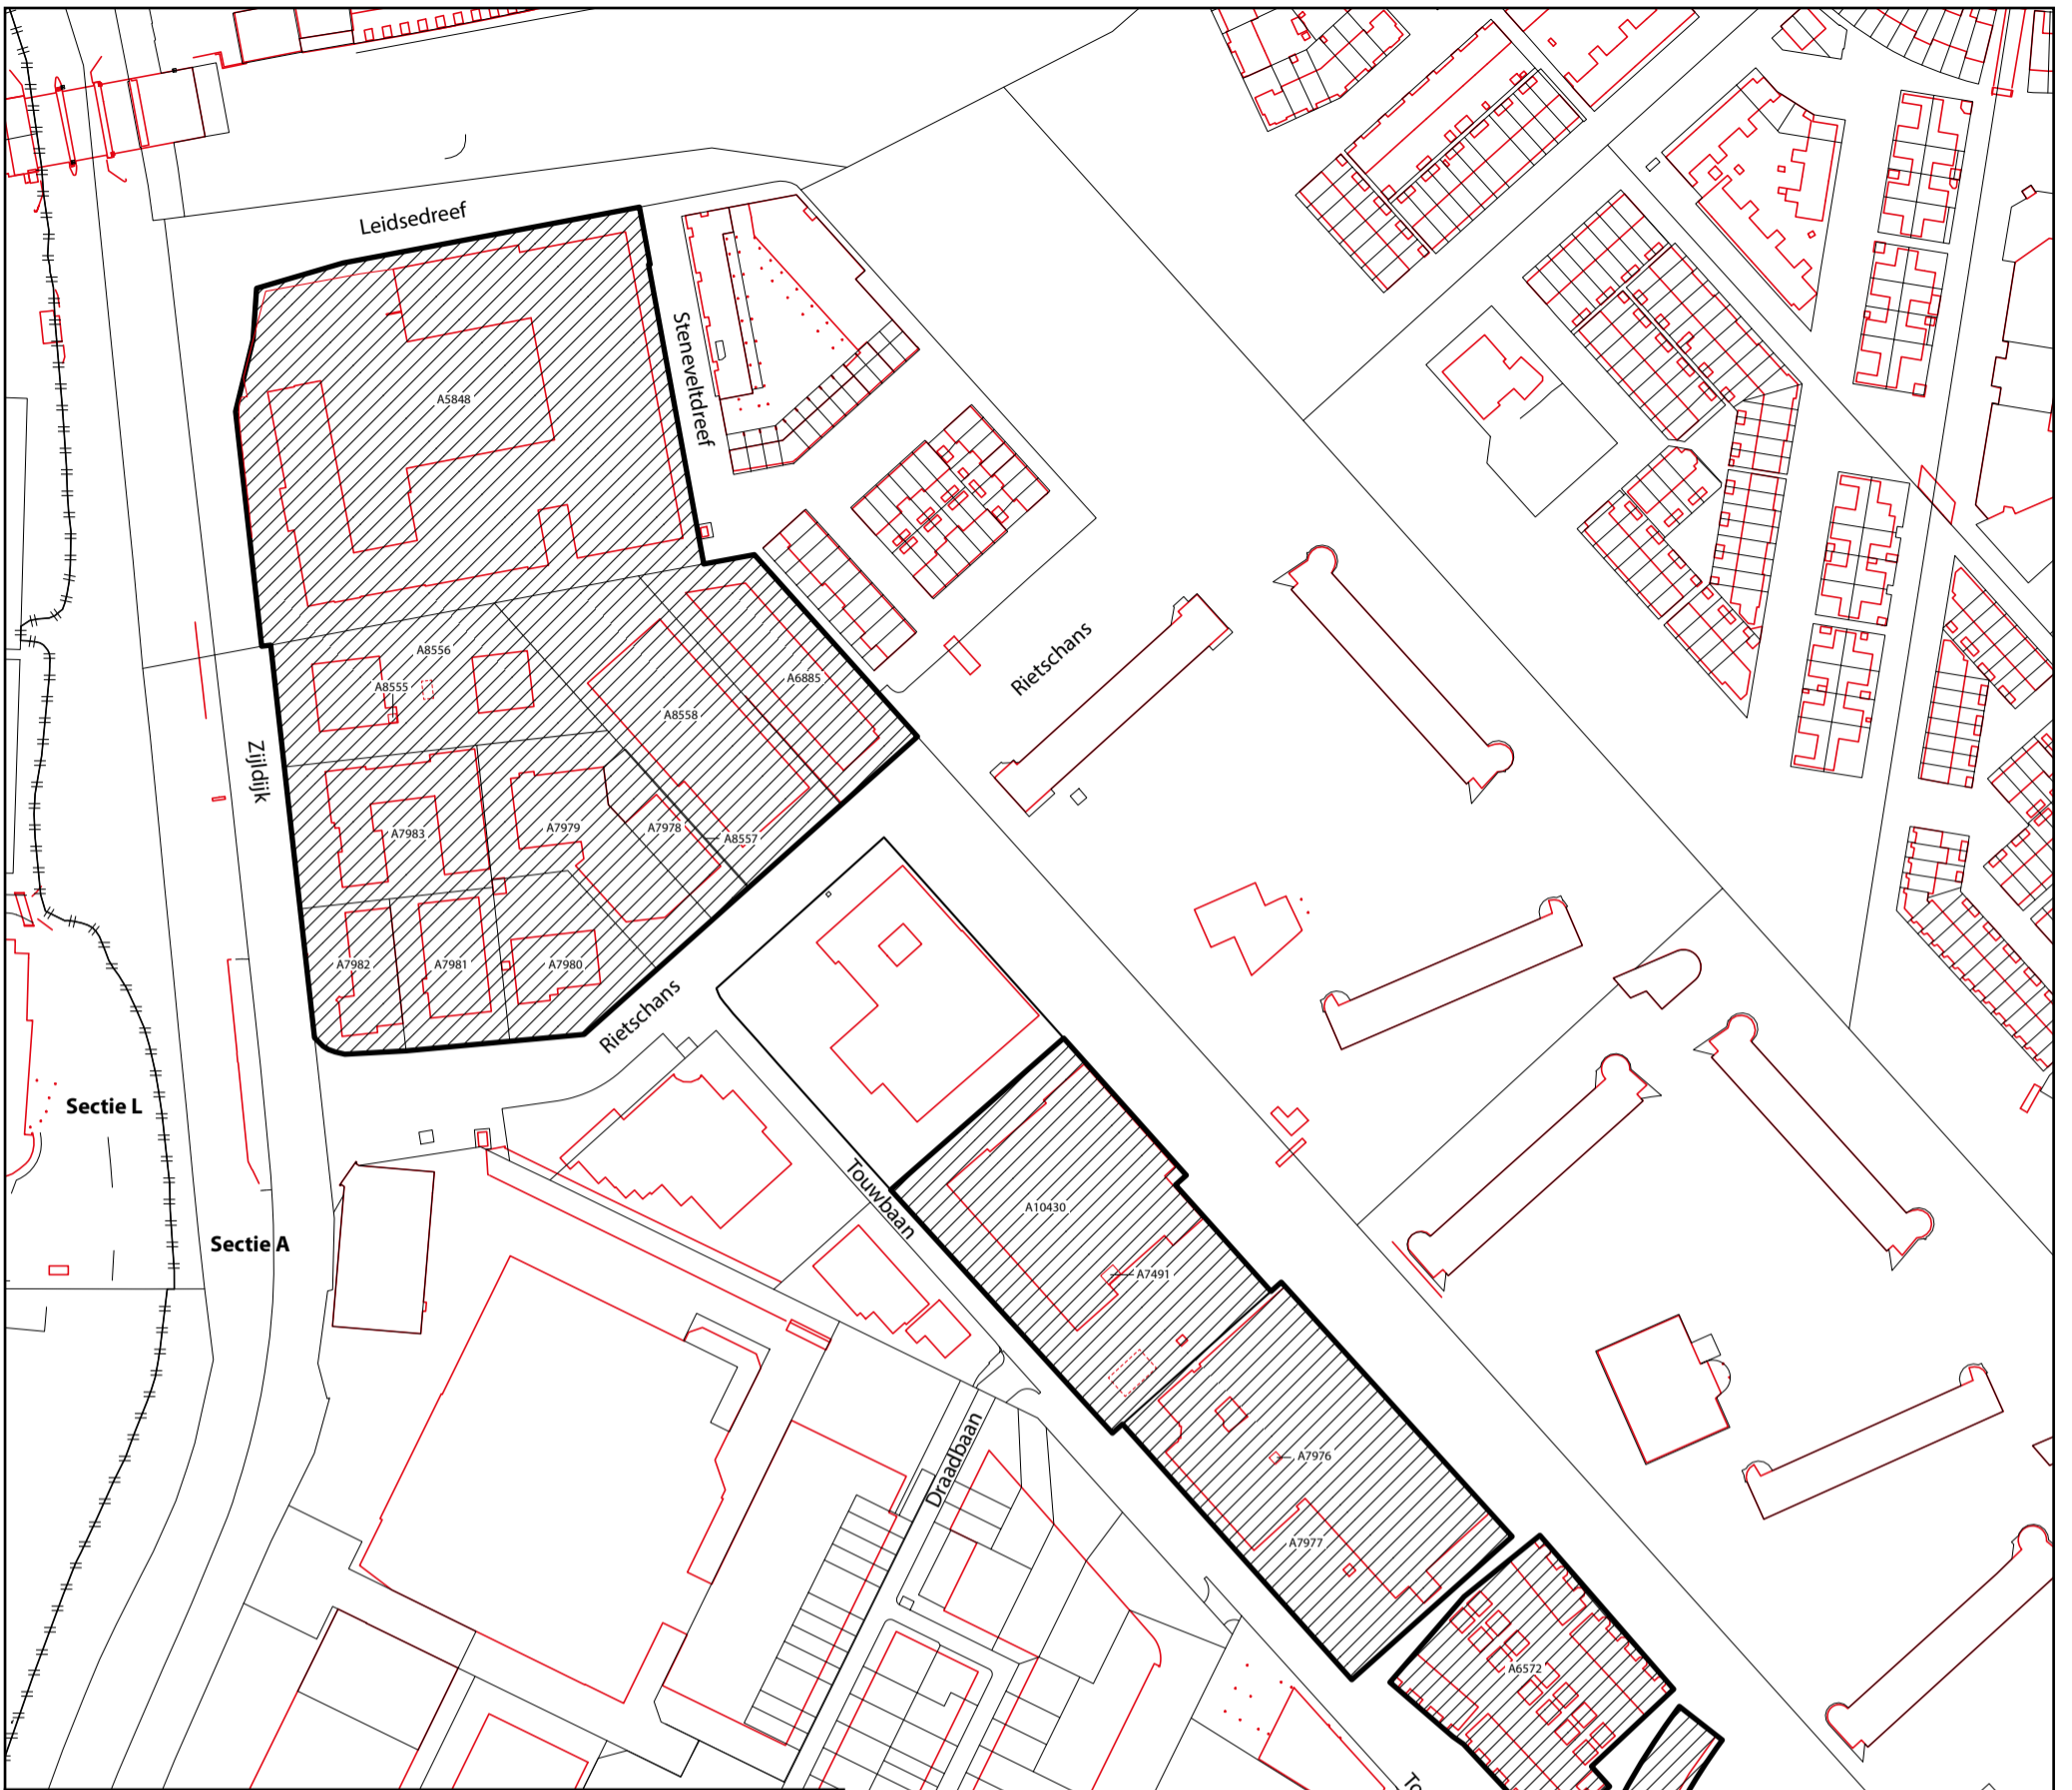 Leidsedreef
Steneveltdreef
A5848
A8556
A8555
A6885
A8558
Rietschans
Zijldijk
A7983
A7979
A7978
A8557
A7982
A7981
A7980
Rietschans
Sectie L
Sectie A
Touwbaan
A10430
A7491
Draadbaan
A7976
A7977
A6572